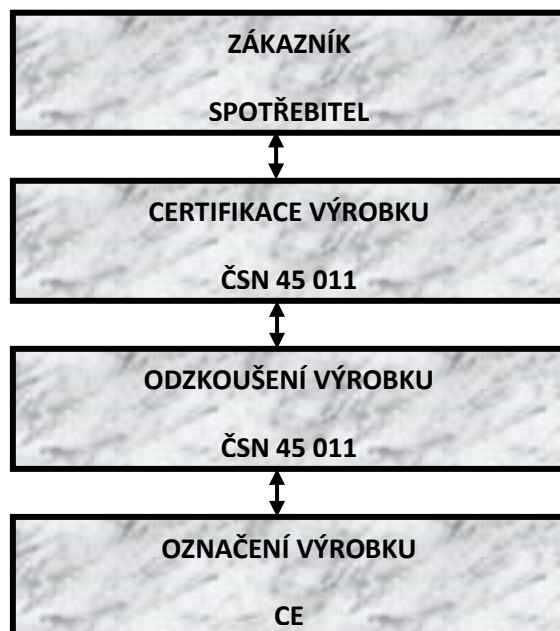 ZÁKAZNÍK
SPOTŘEBITEL
CERTIFIKACE VÝROBKU
ČSN 45 011
ODZKOUŠENÍ VÝROBKU
ČSN 45 011
OZNAČENÍ VÝROBKU
CE